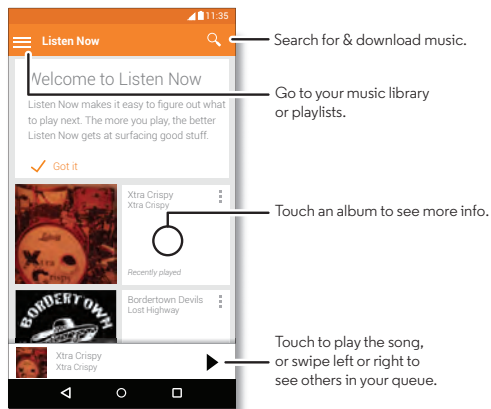 11:35
Listen Now
Search for & download music.
Welcome to Listen Now
Listen Now makes it easy to figure out what
to play next. The more you play, the better
Listen Now gets at surfacing good stuff.
Got it
Go to your music library
or playlists.
Xtra Crispy
Xtra Crispy
Recently played
Xtra
Crispy
Touch an album to see more info.
Bordertown Devils
Lost Highway
BORDERTOWN
Xtra Crispy
Xtra Crispy
Touch to play the song,
or swipe left or right to
see others in your queue.